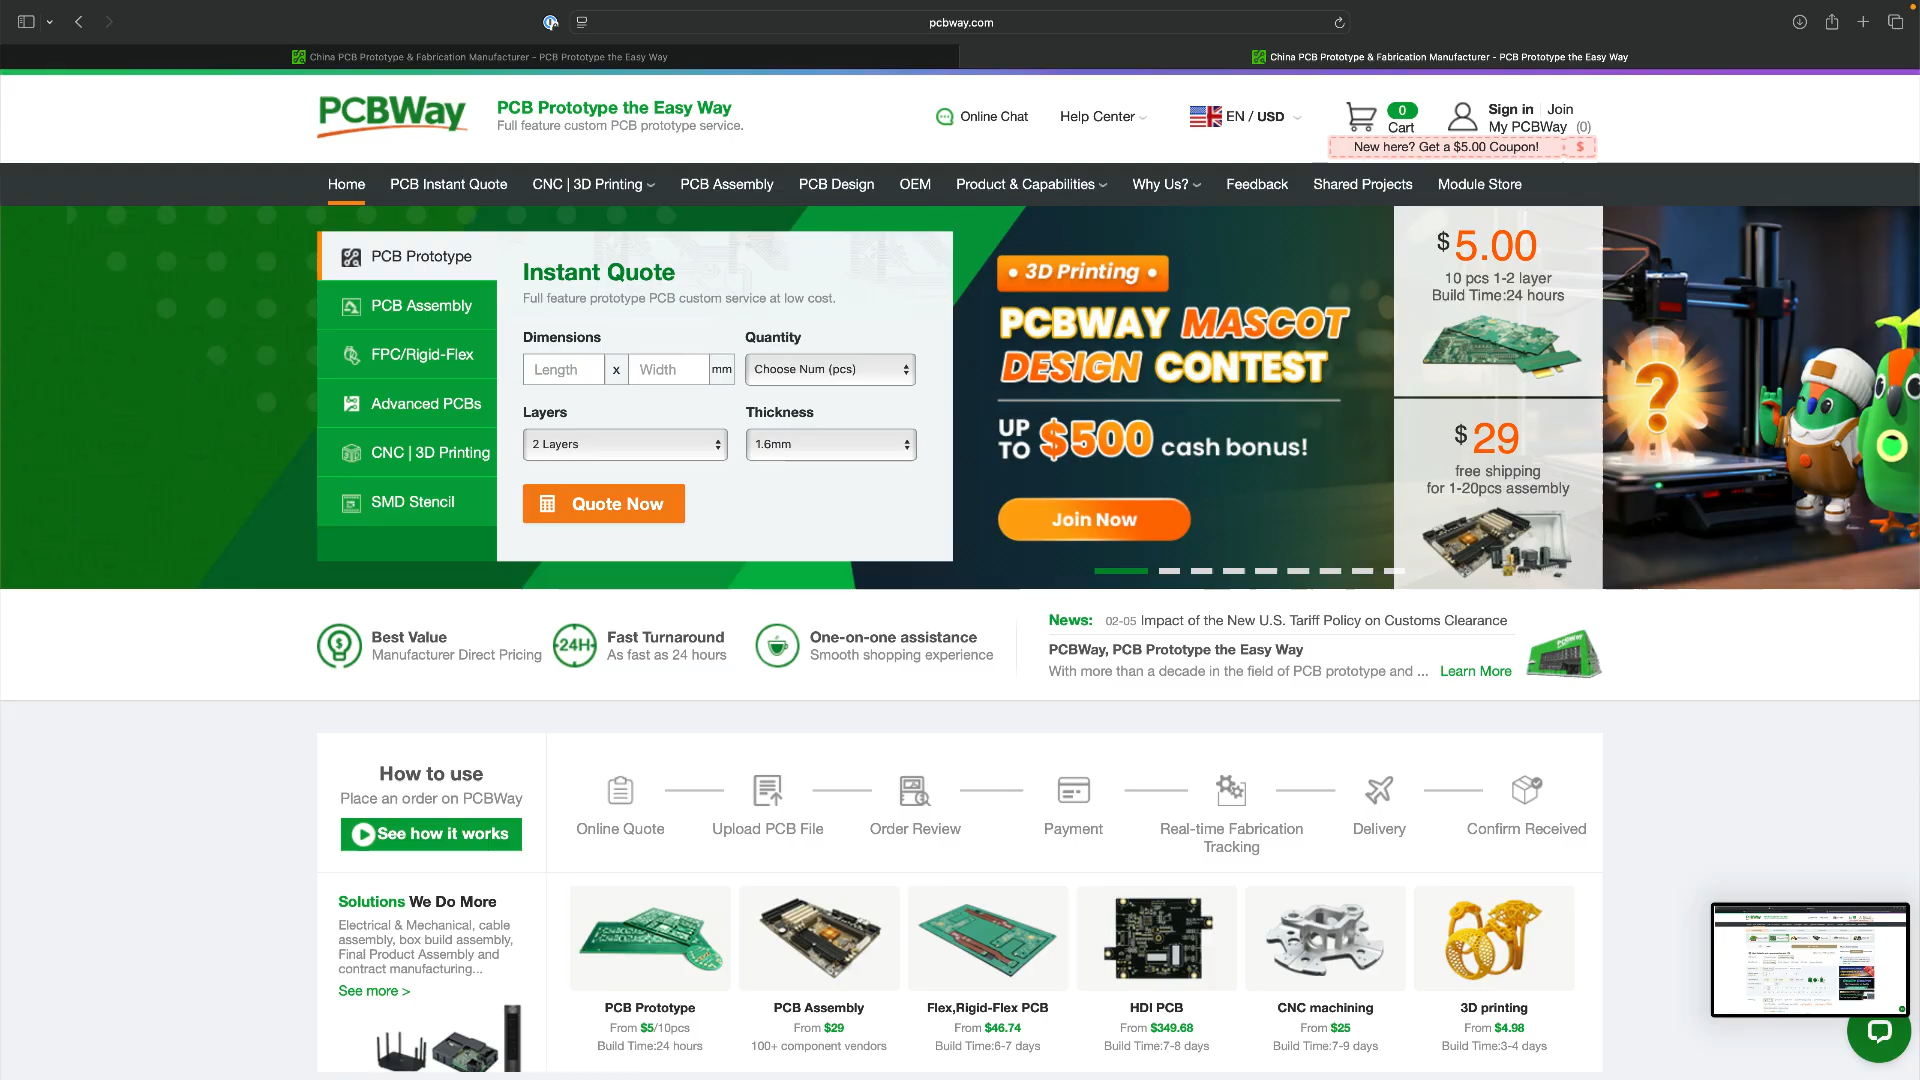 pcbway.com
China PCB Prototype & Fabrication Manufacturer - PCB Prototype the Easy Way
China PCB Prototype & Fabrication Manufacturer - PCB Prototype the Easy Way
PCBWay
PCB Prototype the Easy Way
Full feature custom PCB prototype service.
Online Chat
Help Center
EN / USD
0
Cart
Sign in
Join
My PCBWay (0)
New here? Get a $5.00 Coupon!
$
Home
PCB Instant Quote
CNC | 3D Printing
PCB Assembly
PCB Design
OEM
Product & Capabilities
Why Us?
Feedback
Shared Projects
Module Store
PCB Prototype
PCB Assembly
FPC/Rigid-Flex
Advanced PCBs
CNC | 3D Printing
SMD Stencil
Instant Quote
Full feature prototype PCB custom service at low cost.
Dimensions
Quantity
Length
x
Width
mm
Choose Num (pcs)
Layers
Thickness
2 Layers
1.6mm
Quote Now
• 3D Printing •
PCBWAY MASCOT
DESIGN CONTEST
UP TO $500 cash bonus!
Join Now
$ 5.00
10 pcs 1-2 layer
Build Time:24 hours
$ 29
free shipping
for 1-20pcs assembly
?
Best Value
Manufacturer Direct Pricing
24H
Fast Turnaround
As fast as 24 hours
One-on-one assistance
Smooth shopping experience
News:
02-05 Impact of the New U.S. Tariff Policy on Customs Clearance
PCBWay, PCB Prototype the Easy Way
With more than a decade in the field of PCB prototype and ...
Learn More
PCBWay
How to use
Place an order on PCBWay
See how it works
Online Quote
Upload PCB File
Order Review
Payment
Real-time Fabrication
Tracking
Delivery
Confirm Received
Solutions We Do More
Electrical & Mechanical, cable
assembly, box build assembly,
Final Product Assembly and
contract manufacturing...
See more >
PCB Prototype
From $5/10pcs
Build Time:24 hours
PCB Assembly
From $29
100+ component vendors
Flex,Rigid-Flex PCB
From $46.74
Build Time:6-7 days
HDI PCB
From $349.68
Build Time:7-8 days
CNC machining
From $25
Build Time:7-9 days
3D printing
From $4.98
Build Time:3-4 days